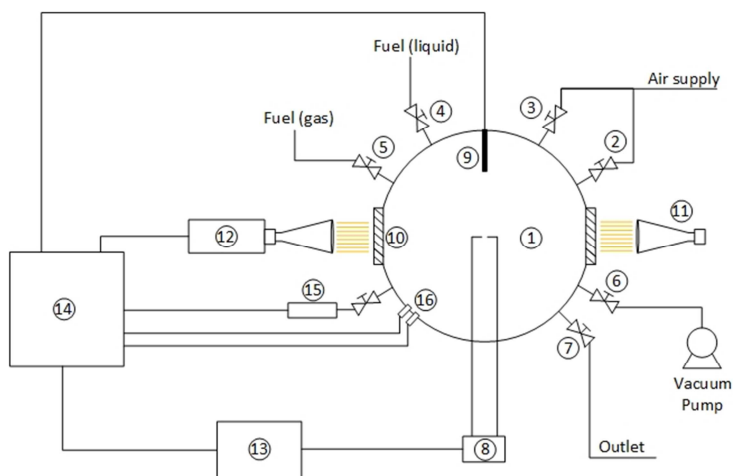 Fuel (liquid)
Air supply
Fuel (gas)
4
3
5
2
9
12
10
1
11
14
15
16
6
7
Vacuum
Pump
13
8
Outlet